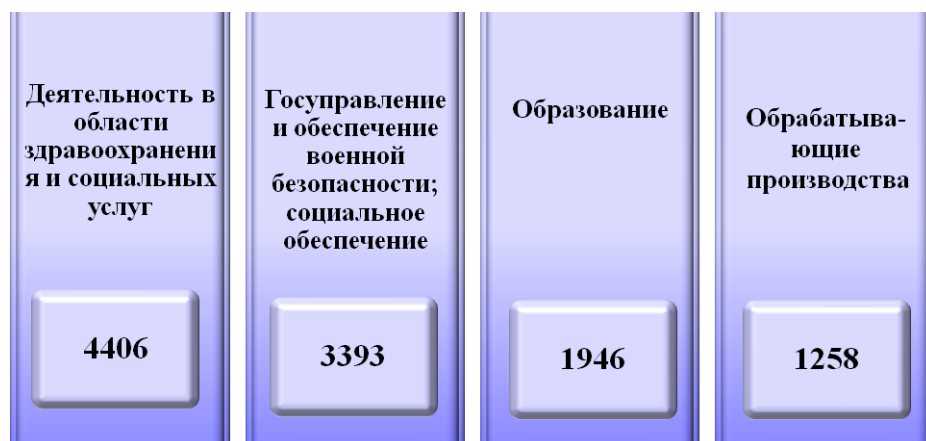 Деятельность в
области
здравоохранени
я и социальных
услуг
4406
Госуправление
и обеспечение
военной
безопасности;
социальное
обеспечение
3393
Образование
1946
Обрабатыва-
ющие
производства
1258